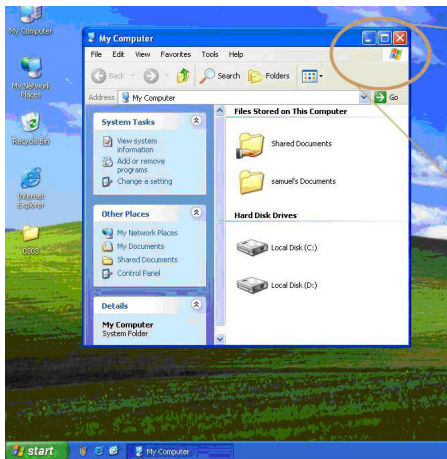 My Computer
My Network
Places
Recycle Bin
Internet
Explorer
0303
My Computer
File Edit View Favorites Tools Help
Back Search Folders
Address My Computer Go
System Tasks
View system
information
Add or remove
programs
Change a setting
Other Places
My Network Places
My Documents
Shared Documents
Control Panel
Details
My Computer
System Folder
Files Stored on This Computer
Shared Documents
samuel's Documents
Hard Disk Drives
Local Disk (C:)
Local Disk (D:)
start My Computer